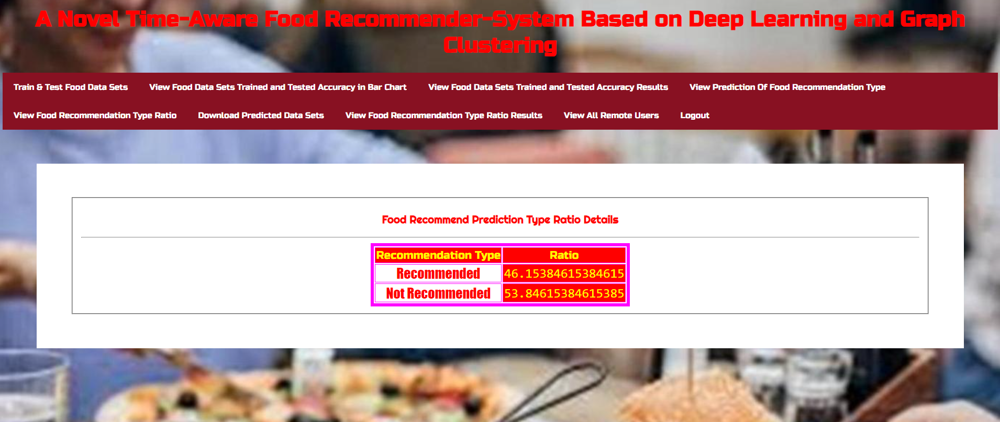 A Novel Time-Aware Food Recommender-System Based on Deep Learning and Graph
Clustering
Train & Test Food Data Sets View Food Data Sets Trained and Tested Accuracy in Bar Chart View Food Data Sets Trained and Tested Accuracy Results View Prediction Of Food Recommendation Type
View Food Recommendation Type Ratio Download Predicted Data Sets View Food Recommendation Type Ratio Results View All Remote Users Logout
Food Recommend Prediction Type Ratio Details
Recommendation Type Ratio
Recommended 46.15384615384615
Not Recommended 53.84615384615385